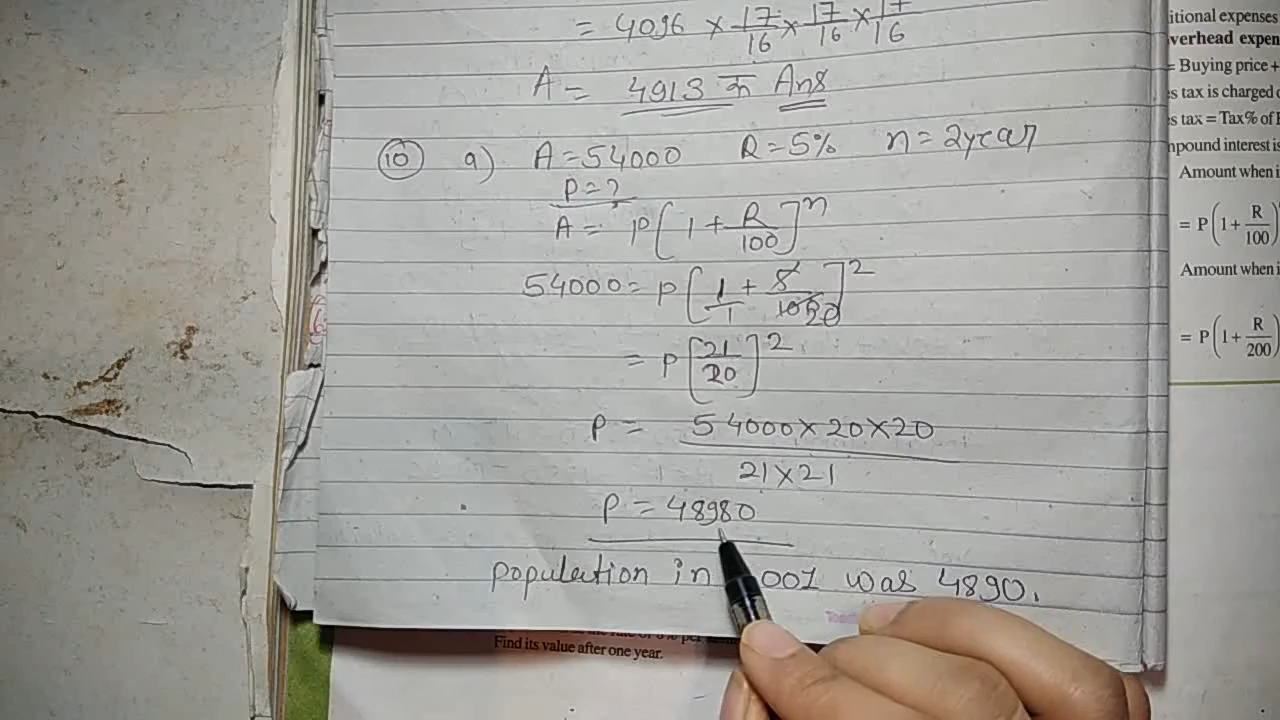 = 4096 × 17/16 × 17/16 × 17/16
A = 4913 रू Ans
(10) a) A = 54000 R = 5% n = 2year
P = ?
A = P[1 + R/100]^n
54000 = P[1/1 + 5/100 20]^2
= P[21/20]^2
P = 54000×20×20
21×21
P = 48980
population in 001 was 4890.
Find its value after one year.
itional expenses
verhead expen
= Buying price +
s tax is charged
s tax = Tax% of
pound interest is
Amount when i
= P(1 + R/100)
Amount when i
= P(1 + R/200)